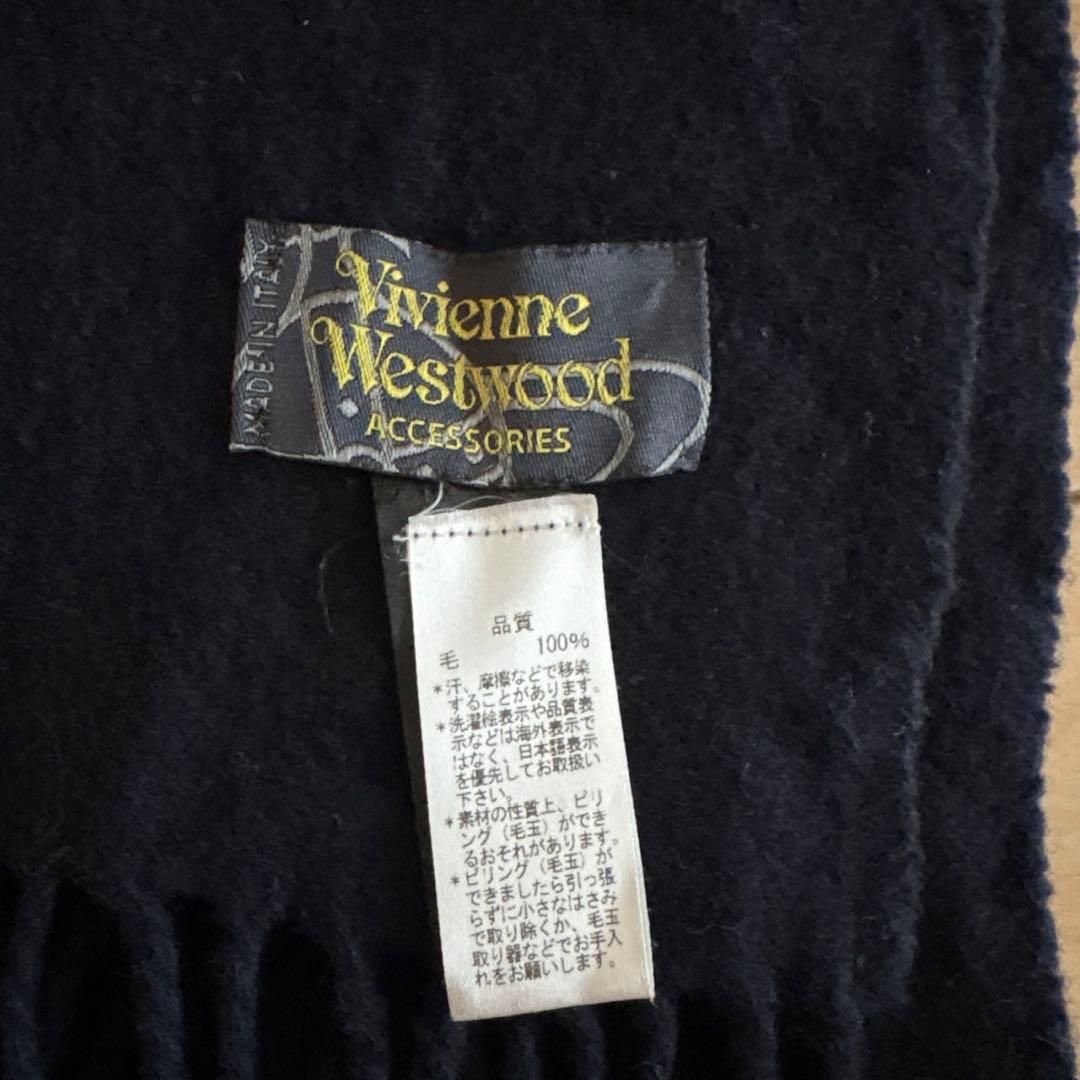 MADE IN ITALY
Vivienne
Westwood
ACCESSORIES
品質
毛 100%
*汗、摩擦などで移染
することがあります。
*洗濯絵表示や品質表
示などは海外表示で
はなく、日本語表示
を優先してお取扱い
下さい。
*素材の性質上、ピリ
ング（毛玉）ができ
るおそれがあります。
*ピリング（毛玉）が
できましたら引っ張
らずに小さなはさみ
で取り除くか、毛玉
取り器などでお手入
れをお願いします。